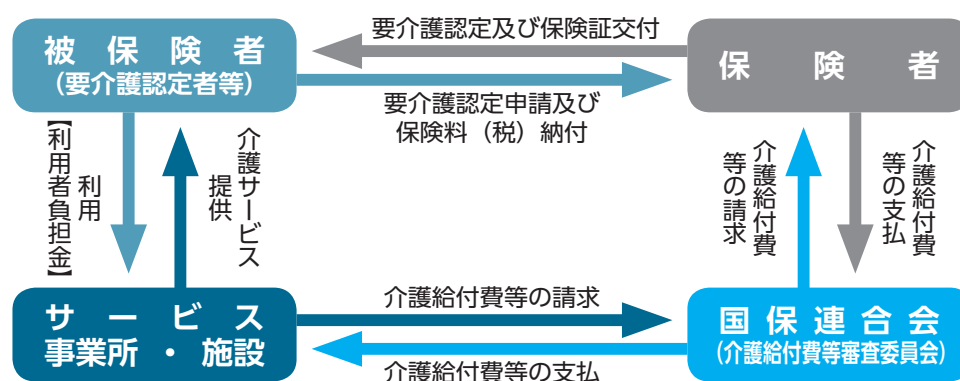 要介護認定及び保険証交付
被保険者
(要介護認定者等)
保険者
要介護認定申請及び
保険料（税）納付
利用
【利用者負担金】
介護サービス
提供
介護給付費
等の請求
介護給付費
等の支払
サービス
事業所・施設
介護給付費等の請求
国保連合会
(介護給付費等審査委員会)
介護給付費等の支払